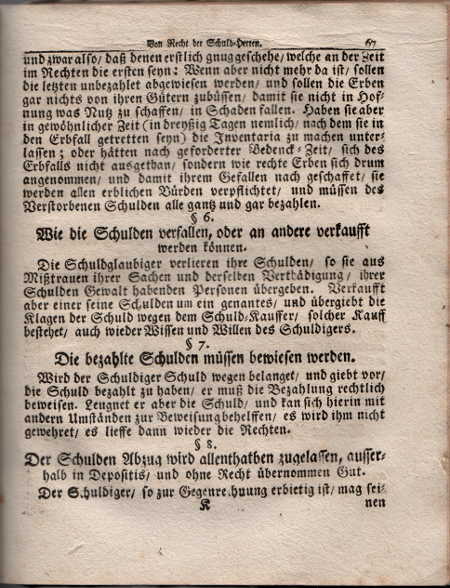 Von Recht der Schuld-Herren. 67
und zwar also/ daß denen erstlich gnug geschehe/ welche an der Zeit
im Rechten die ersten seyn: Wenn aber nicht mehr da ist/ sollen
die letzten unbezahlet abgewiesen werden/ und sollen die Erben
gar nichts von ihren Gütern zubüssen/ damit sie nicht in Hof-
nung was Nutz zu schaffen/ in Schaden fallen. Haben sie aber
in gewöhnlicher Zeit (in dreyßig Tagen nemlich/ nach dem sie in
den Erbfall getretten seyn) die Inventaria zu machen unter-
lassen; oder hätten nach geforderter Bedenck-Zeit/ sich des
Erbfalls nicht ausgethan/ sondern wie rechte Erben sich drum
angenommen/ und damit ihrem Gefallen nach geschaffet/ sie
werden allen erblichen Bürden verpflichtet/ und müssen des
Verstorbenen Schulden alle gantz und gar bezahlen.
§ 6.
Wie die Schulden verfallen, oder an andere verkaufft
werden können.
Die Schuldglaubiger verlieren ihre Schulden/ so sie aus
Mißtrauen ihrer Sachen und derselben Verthädigung/ ihrer
Schulden Gewalt habenden Personen übergeben. Verkaufft
aber einer seine Schulden um ein genantes/ und übergiebt die
Klagen der Schuld wegen dem Schuld-Kauffer/ solcher Kauff
bestehet/ auch wieder Wissen und Willen des Schuldigers.
§ 7.
Die bezahlte Schulden müssen bewiesen werden.
Wird der Schuldiger Schuld wegen belanget/ und giebt vor/
die Schuld bezahlt zu haben/ er muß die Bezahlung rechtlich
beweisen. Leugnet er aber die Schuld/ und kan sich hierin mit
andern Umständen zur Beweisung behelffen/ es wird ihm nicht
gewehret/ es lieffe dann wieder die Rechten.
§ 8.
Der Schulden Abzug wird allenthatben zugelassen, ausser-
halb in Depositis/ und ohne Recht übernommen Gut.
Der Schuldiger/ so zur Gegenrechnung erbietig ist/ mag sei-
K nen